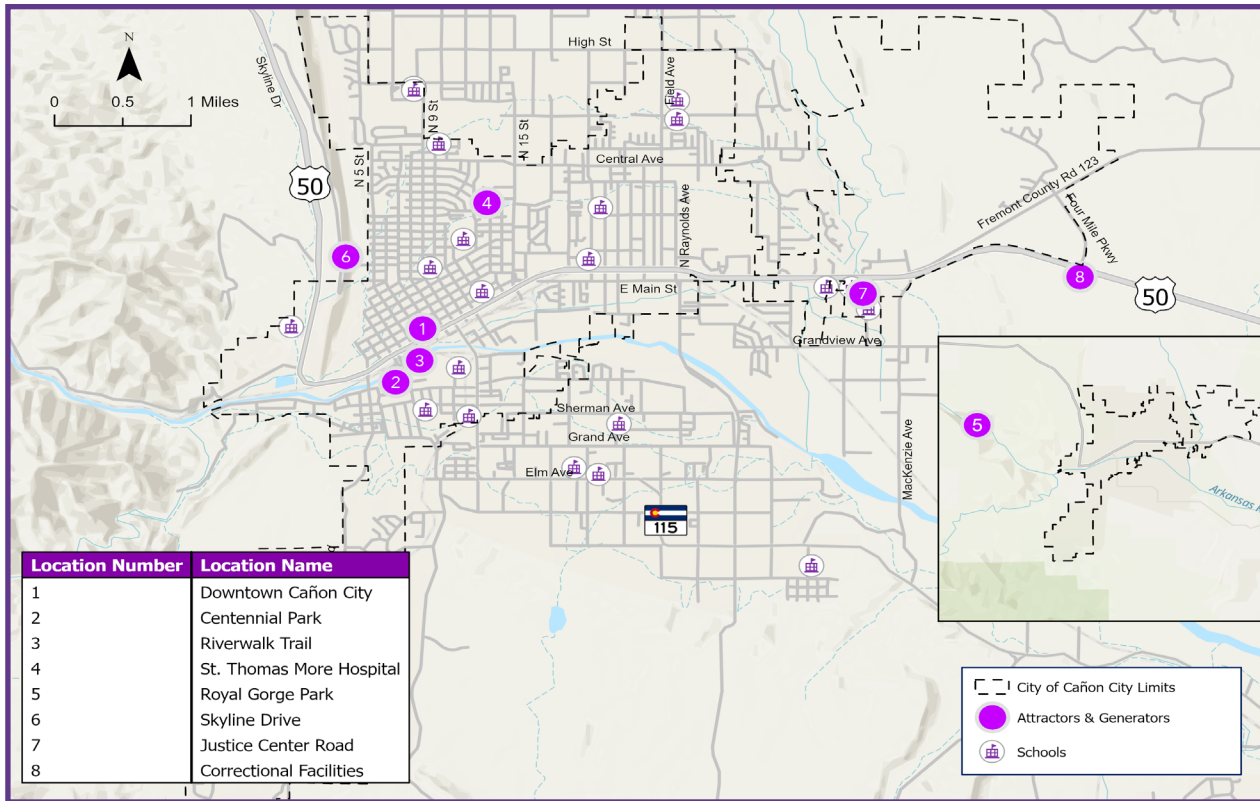 High St
N
Skyline Dr
Field Ave
0 0.5 1 Miles
N 9 St
N 15 St
Central Ave
50
N 5 St
Fremont County Rd 123
4
N Raynolds Ave
Four Mile Pkwy
6
8
E Main St
7
50
1
Grandview Ave
3
2
Sherman Ave
5
Grand Ave
MacKenzie Ave
Elm Ave
Arkansas
115
Location Number Location Name
1 Downtown Cañon City
2 Centennial Park
3 Riverwalk Trail
4 St. Thomas More Hospital
5 Royal Gorge Park
6 Skyline Drive
7 Justice Center Road
8 Correctional Facilities
City of Cañon City Limits
Attractors & Generators
Schools